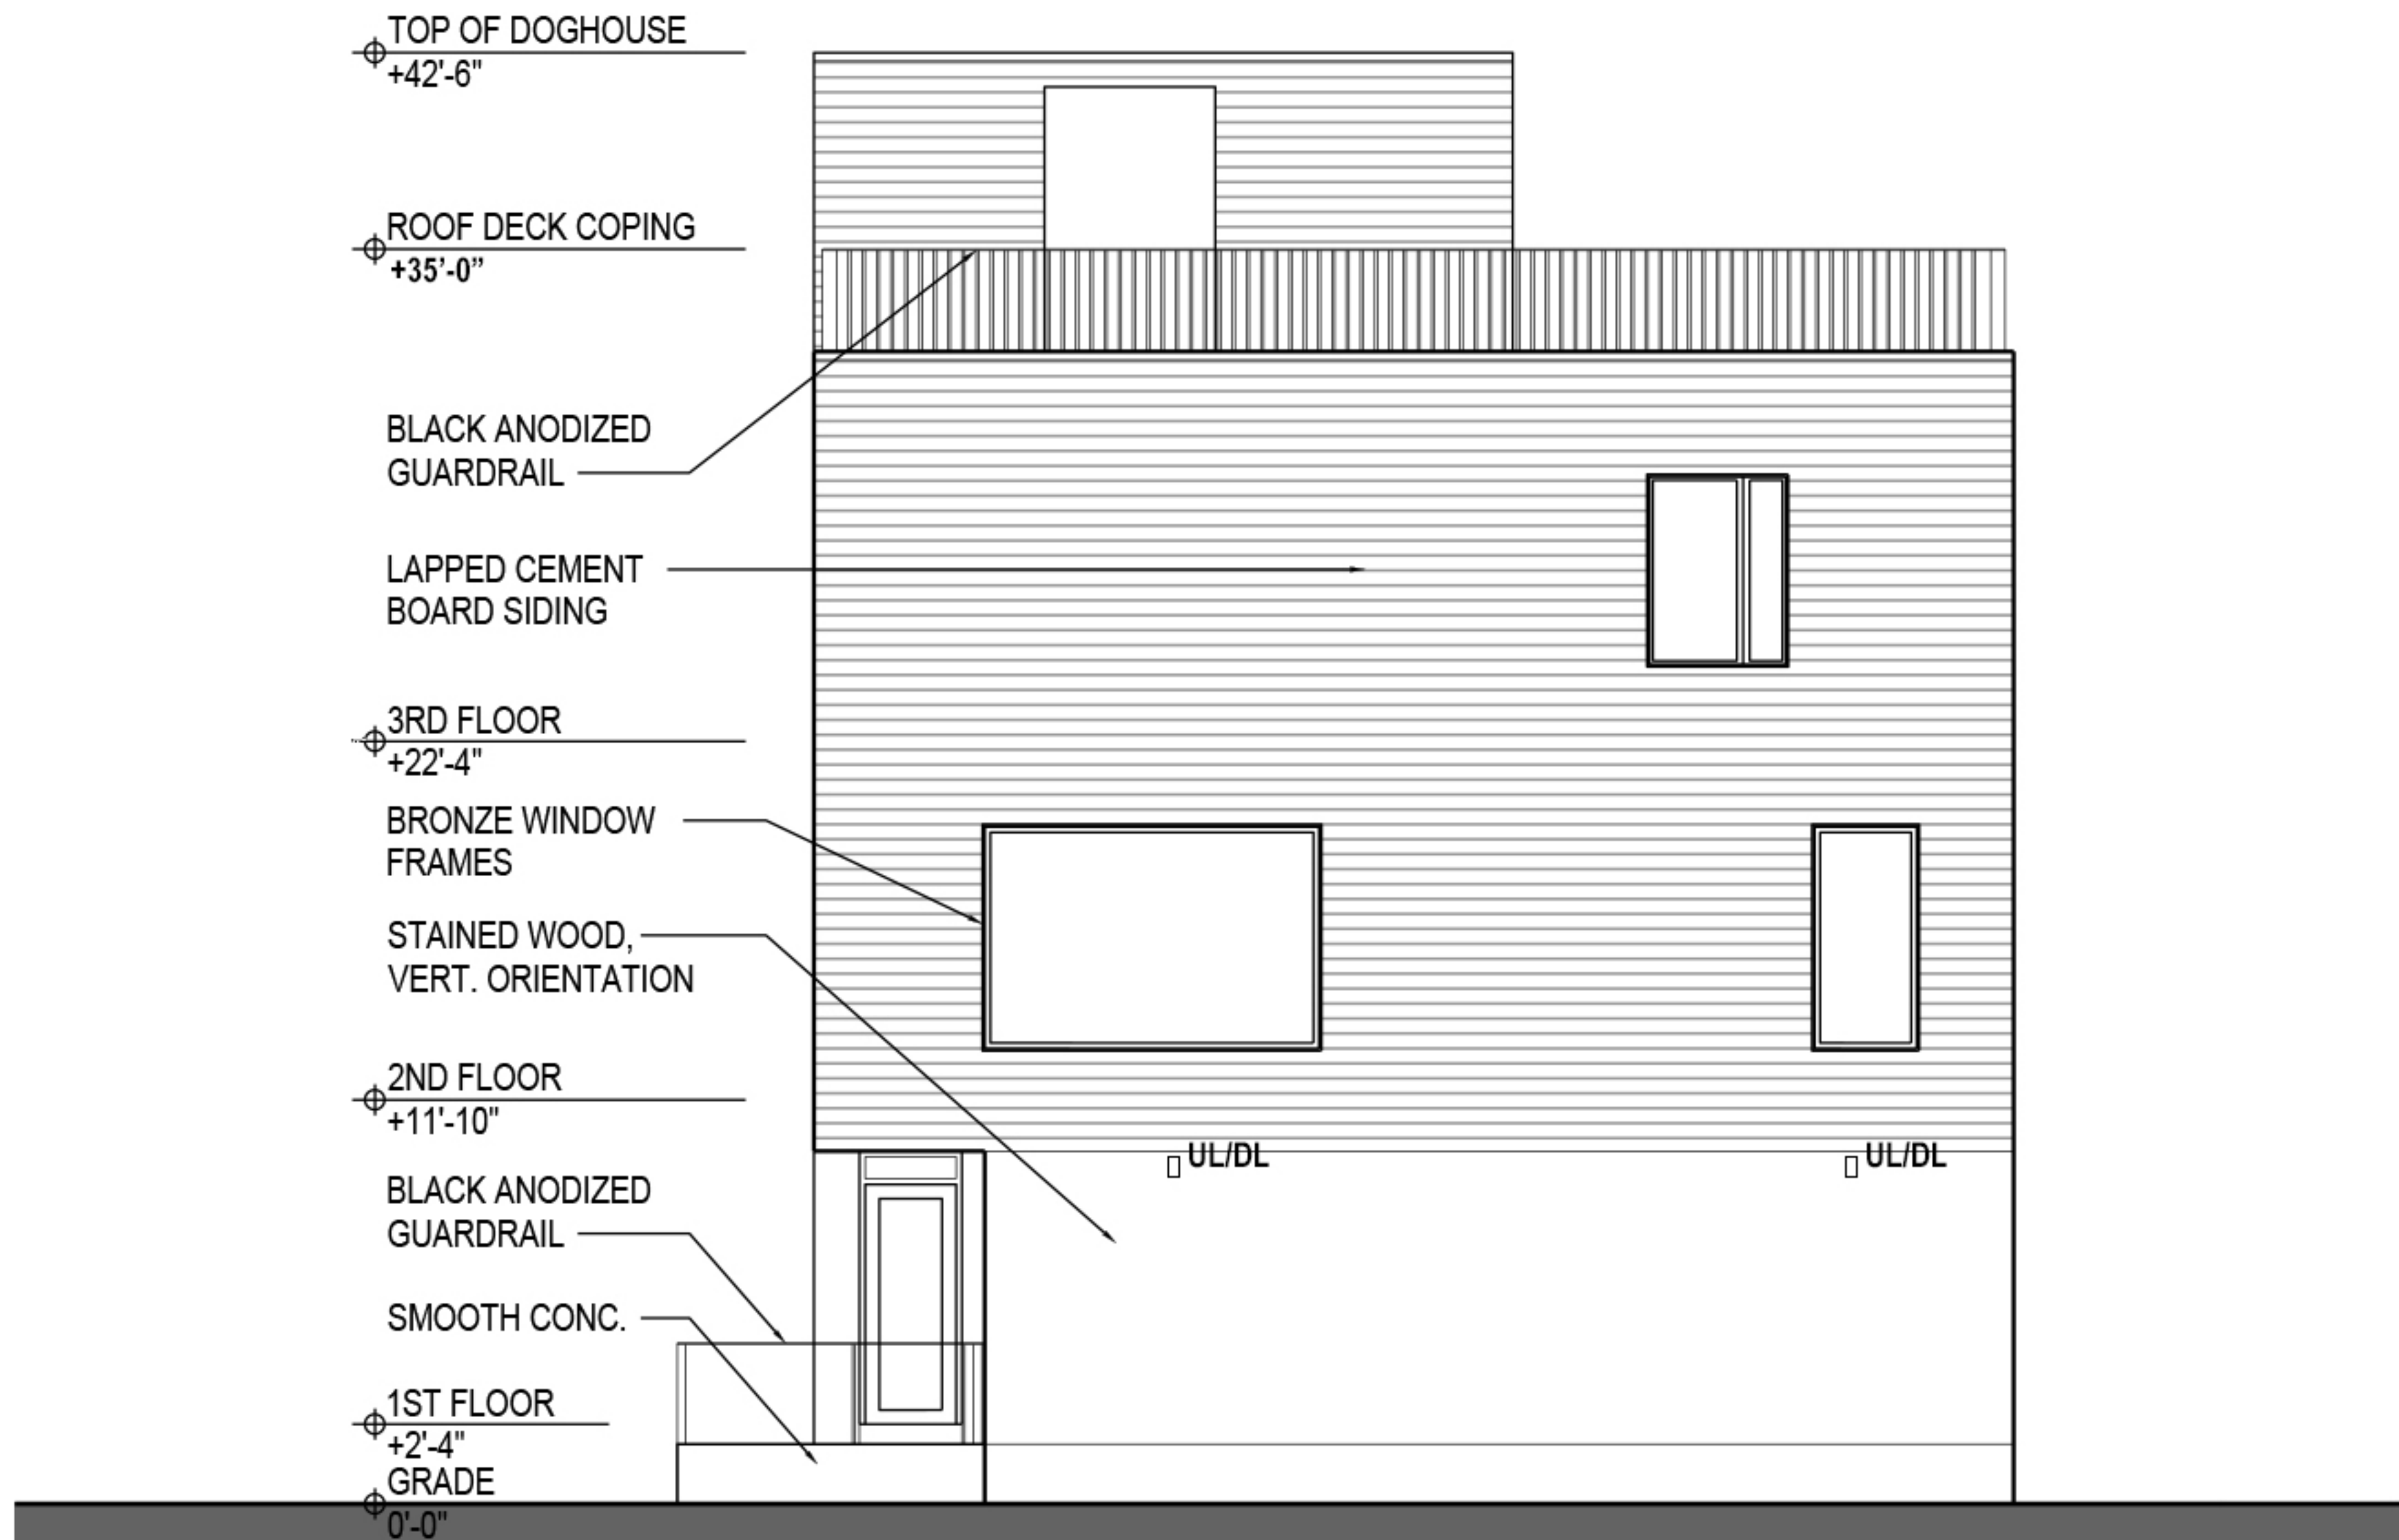 TOP OF DOGHOUSE
+42'-6"
ROOF DECK COPING
+35’-0”
BLACK ANODIZED
GUARDRAIL
LAPPED CEMENT
BOARD SIDING
3RD FLOOR
+22'-4"
BRONZE WINDOW
FRAMES
STAINED WOOD,
VERT. ORIENTATION
2ND FLOOR
+11'-10"
UL/DL
UL/DL
BLACK ANODIZED
GUARDRAIL
SMOOTH CONC.
1ST FLOOR
+2'-4"
GRADE
0'-0"